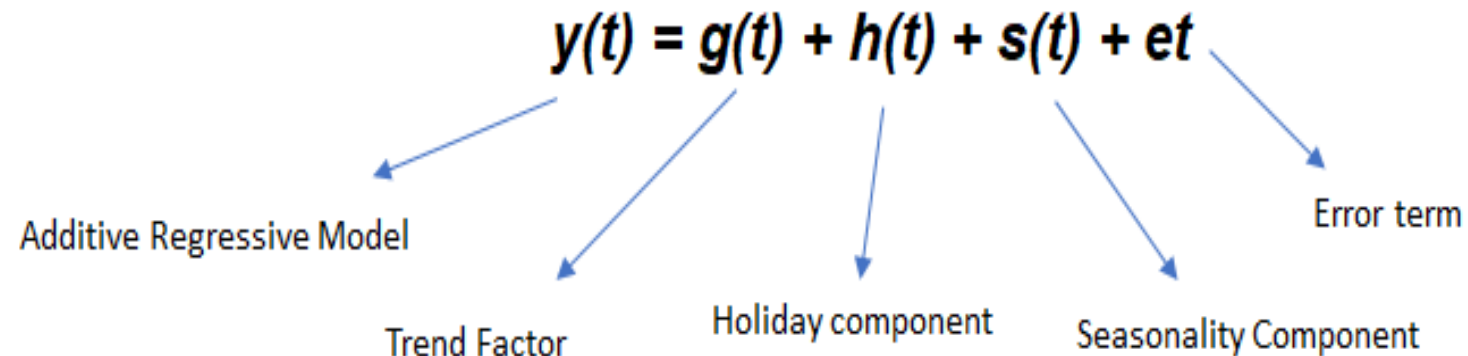 y(t) = g(t) + h(t) + s(t) + et
Additive Regressive Model
Trend Factor
Holiday component
Seasonality Component
Error term